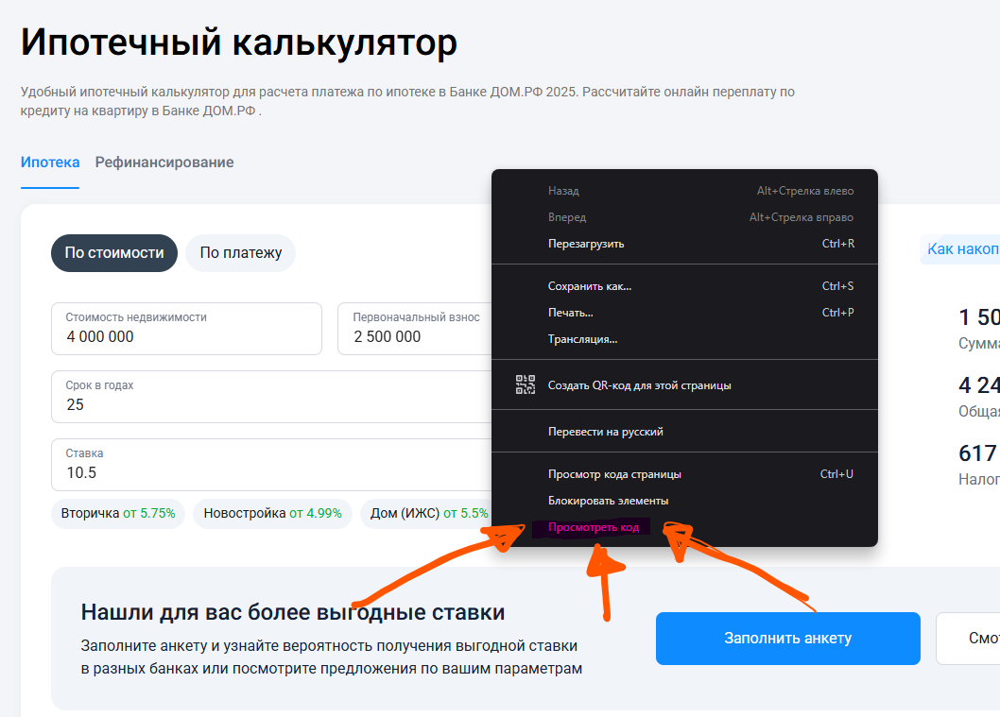 Ипотечный калькулятор
Удобный ипотечный калькулятор для расчета платежа по ипотеке в Банке ДОМ.РФ 2025. Рассчитайте онлайн переплату по
кредиту на квартиру в Банке ДОМ.РФ .
Ипотека Рефинансирование
По стоимости По платежу
Стоимость недвижимости
4 000 000
Первоначальный взнос
2 500 000
Срок в годах
25
Ставка
10.5
Вторичка от 5.75% Новостройка от 4.99% Дом (ИЖС) от 5.5%
Назад Alt+Стрелка влево
Вперед Alt+Стрелка вправо
Перезагрузить Ctrl+R
Сохранить как... Ctrl+S
Печать... Ctrl+P
Трансляция...
Создать QR-код для этой страницы
Перевести на русский
Просмотр кода страницы Ctrl+U
Блокировать элементы
Просмотреть код
Как накоп
1 50
Сумма
4 24
Общая
617
Налог
Нашли для вас более выгодные ставки
Заполните анкету и узнайте вероятность получения выгодной ставки
в разных банках или посмотрите предложения по вашим параметрам
Заполнить анкету